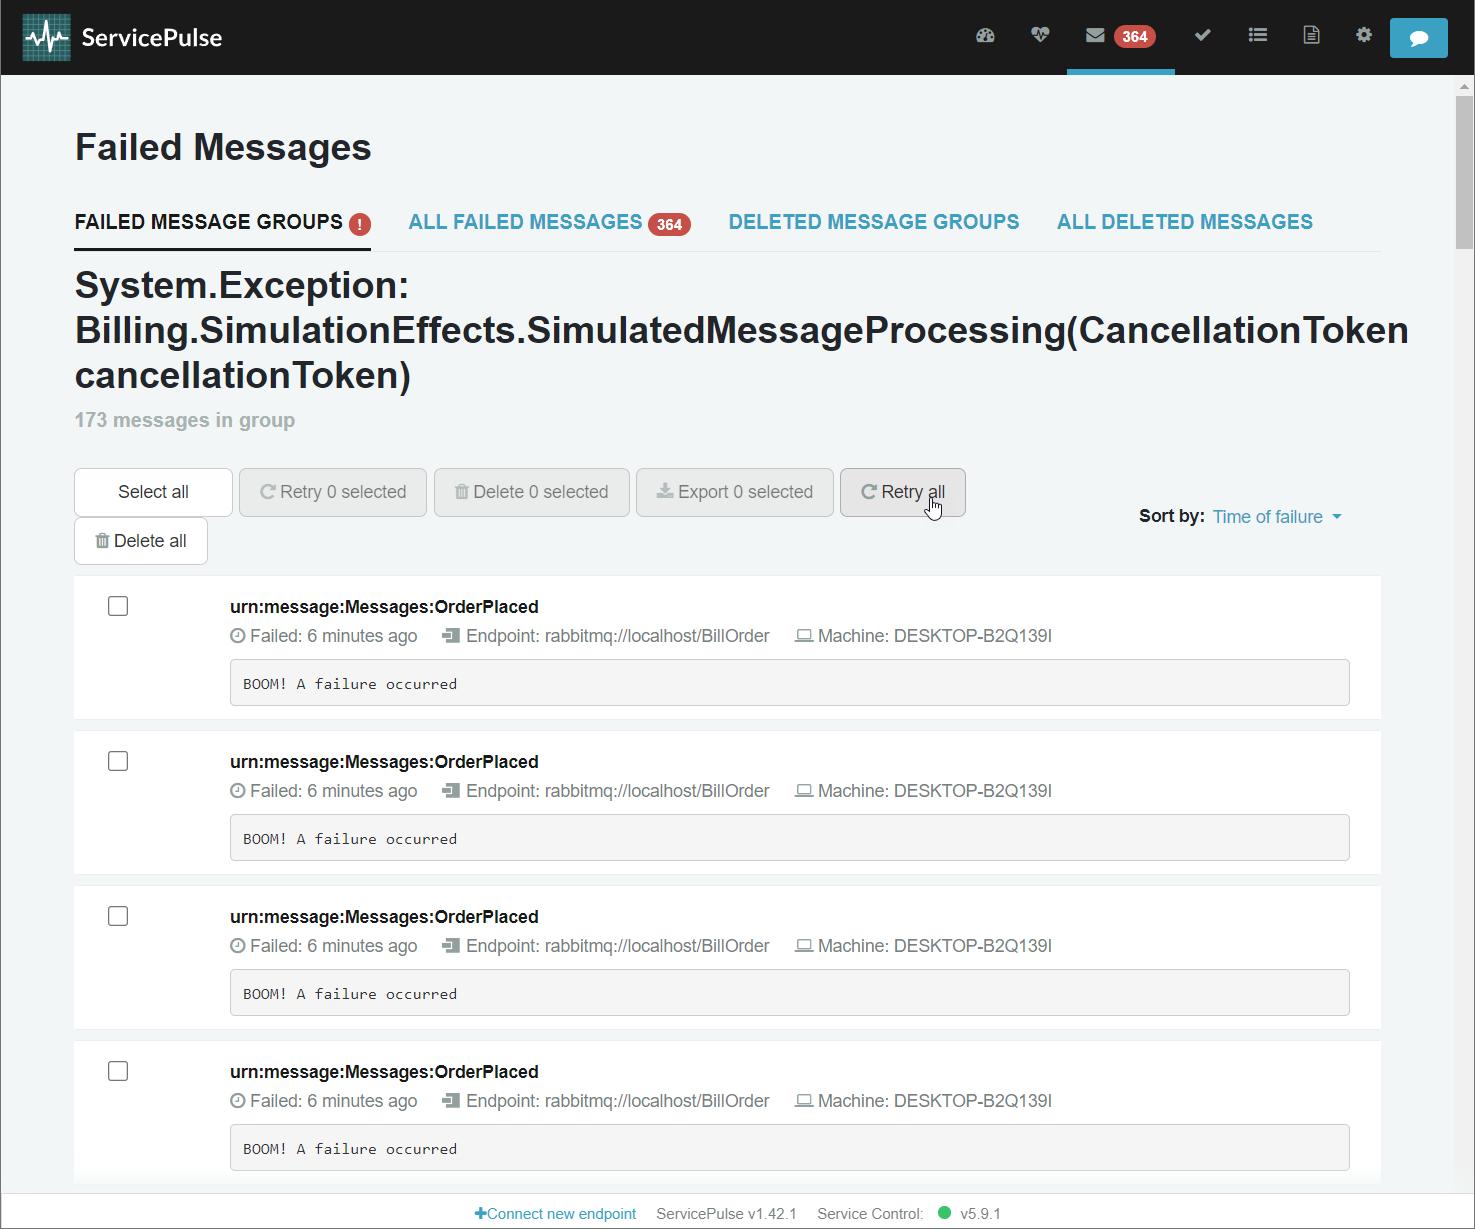 ServicePulse
364
Failed Messages
FAILED MESSAGE GROUPS ! ALL FAILED MESSAGES 364 DELETED MESSAGE GROUPS ALL DELETED MESSAGES
System.Exception:
Billing.SimulationEffects.SimulatedMessageProcessing(CancellationToken
cancellationToken)
173 messages in group
Select all Retry 0 selected Delete 0 selected Export 0 selected Retry all
Sort by: Time of failure
Delete all
urn:message:Messages:OrderPlaced
Failed: 6 minutes ago Endpoint: rabbitmq://localhost/BillOrder Machine: DESKTOP-B2Q139I
BOOM! A failure occurred
urn:message:Messages:OrderPlaced
Failed: 6 minutes ago Endpoint: rabbitmq://localhost/BillOrder Machine: DESKTOP-B2Q139I
BOOM! A failure occurred
urn:message:Messages:OrderPlaced
Failed: 6 minutes ago Endpoint: rabbitmq://localhost/BillOrder Machine: DESKTOP-B2Q139I
BOOM! A failure occurred
urn:message:Messages:OrderPlaced
Failed: 6 minutes ago Endpoint: rabbitmq://localhost/BillOrder Machine: DESKTOP-B2Q139I
BOOM! A failure occurred
Connect new endpoint ServicePulse v1.42.1 Service Control: v5.9.1